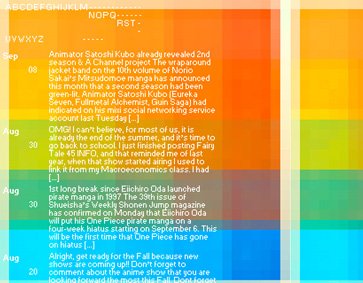 ABCDEFGHIJKLM--------------
NOPQ------
RST-
UVWXYZ -----
Sep
08
Animator Satoshi Kubo already revealed 2nd
season & A Channel project The wraparound
jacket band on the 10th volume of Norio
Sakai's Mitsudomoe manga has announced
this month that a second season had been
green-lit. Animator Satoshi Kubo (Eureka
Seven, Fullmetal Alchemist, Guin Saga) had
indicated on his mixi social networking service
account last Tuesday [...]
Aug
30
OMG! I can't believe, for most of us, it is
already the end of the summer, and it's time to
go back to school. I just finished posting Fairy
Tale 45 INFO, and that reminded me of last
year, when that show started airing I used to
link it from my Macroeconomics class. I had
[...]
Aug
30
1st long break since Eiichiro Oda launched
pirate manga in 1997 The 39th issue of
Shueisha's Weekly Shonen Jump magazine
has confirmed on Monday that Eiichiro Oda
will put his One Piece pirate manga on a
four-week hiatus starting on September 6. This
will be the first time that One Piece has gone
on hiatus [...]
Aug
20
Alright, get ready for the Fall because new
shows are coming up!! Don't forget to
comment about the anime show that you are
looking forward the most this Fall. Dont forget